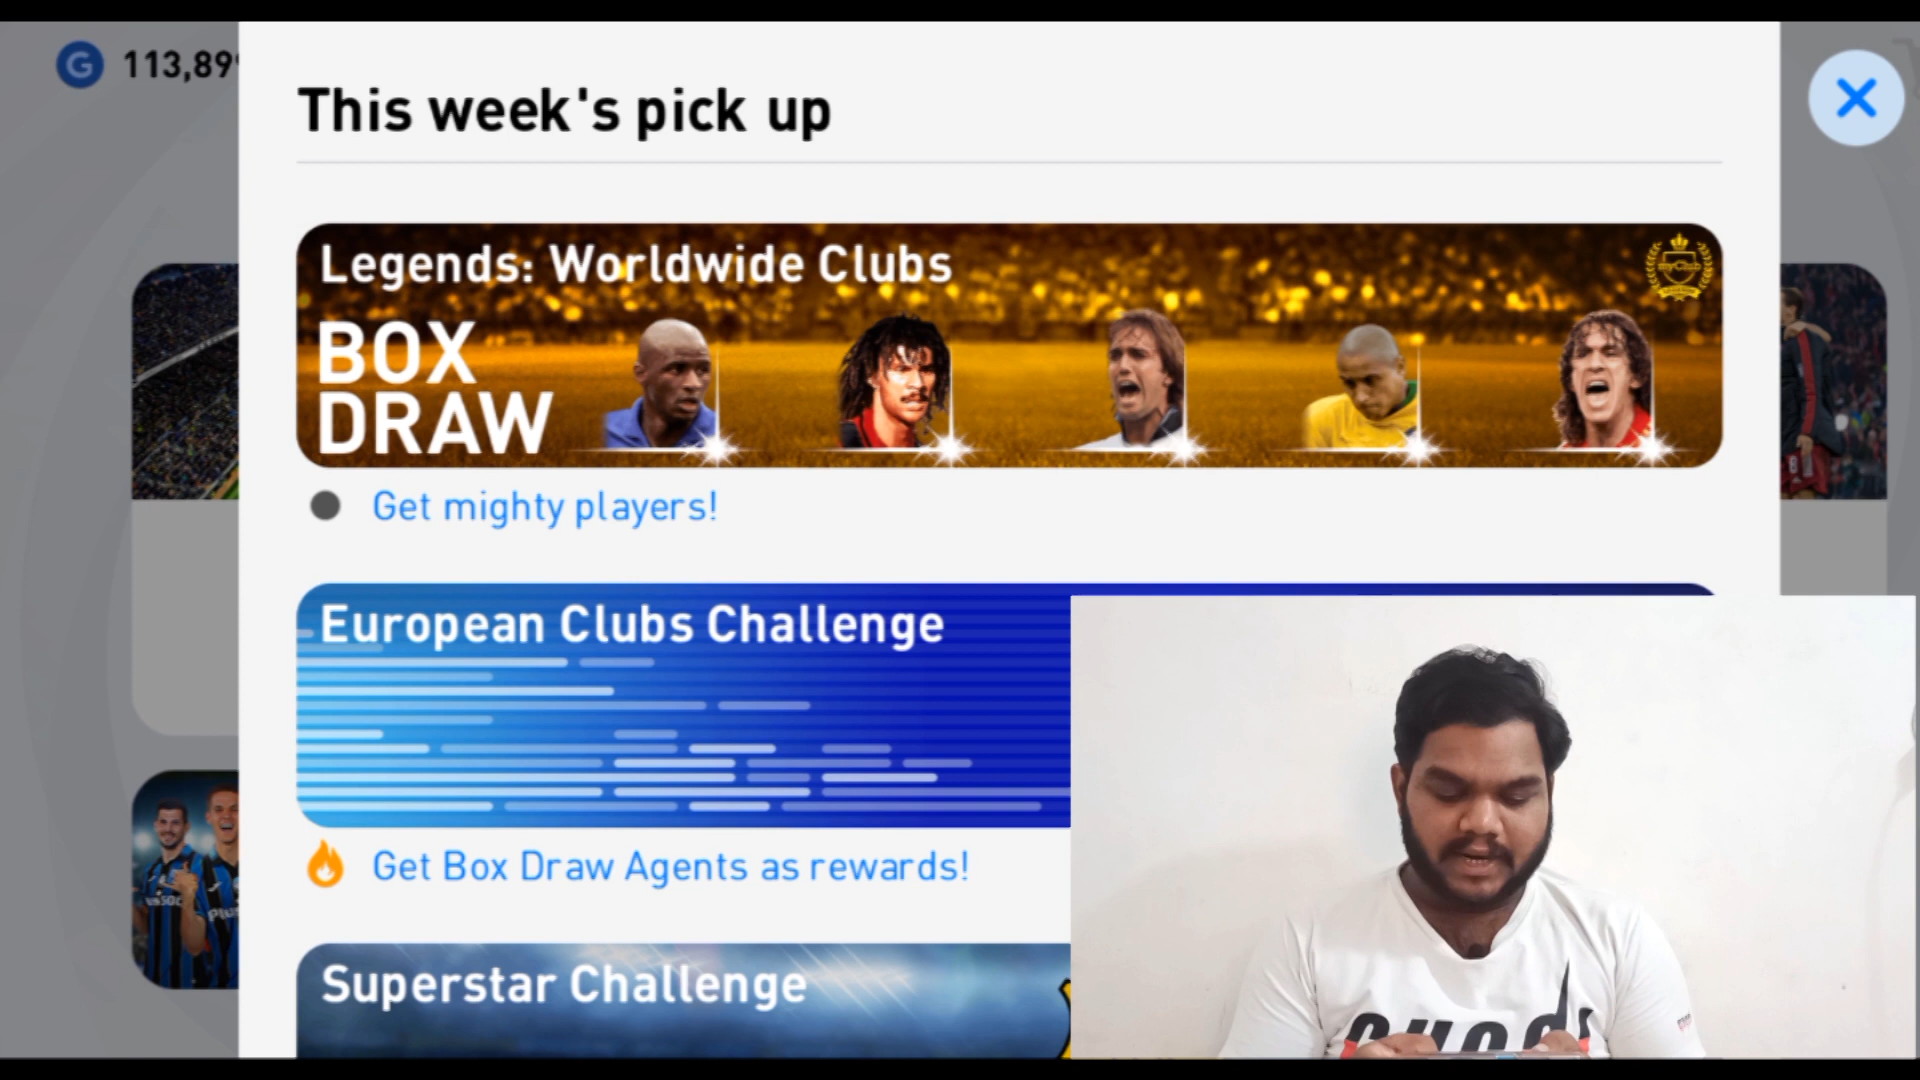 G 113,89
This week's pick up
Legends: Worldwide Clubs
myClub
BOX
DRAW
Get mighty players!
European Clubs Challenge
Get Box Draw Agents as rewards!
Superstar Challenge